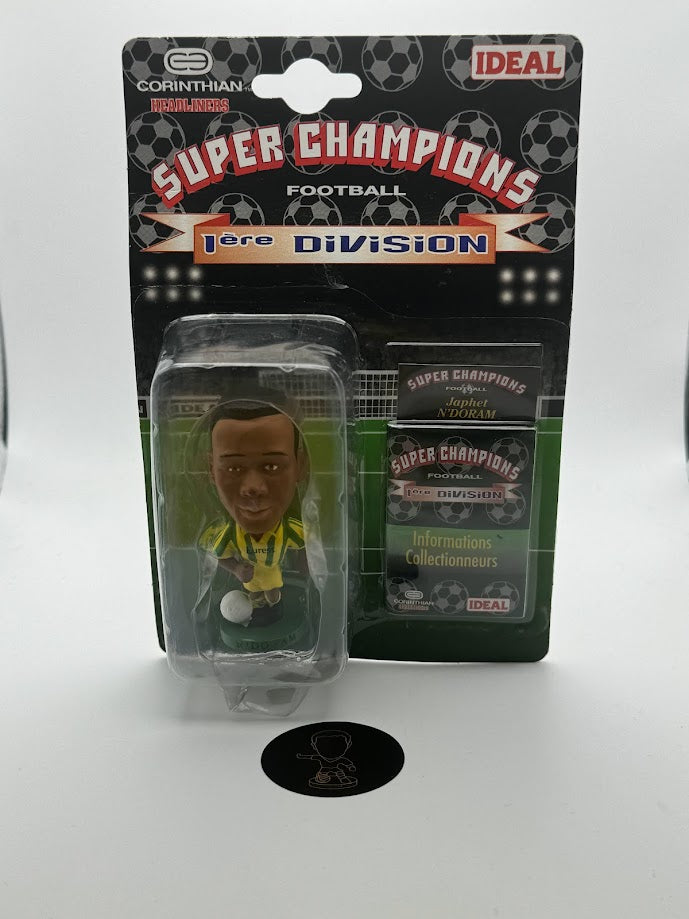 CORINTHIAN
HEADLINERS
IDEAL
SUPER CHAMPIONS
FOOTBALL
1ère DiViSiON
SUPER CHAMPIONS
FOOTBALL
Japhet
N'DORAM
SUPER CHAMPIONS
FOOTBALL
1ère DiViSiON
Informations
Collectionneurs
CORINTHIAN
IDEAL
N'DORAM